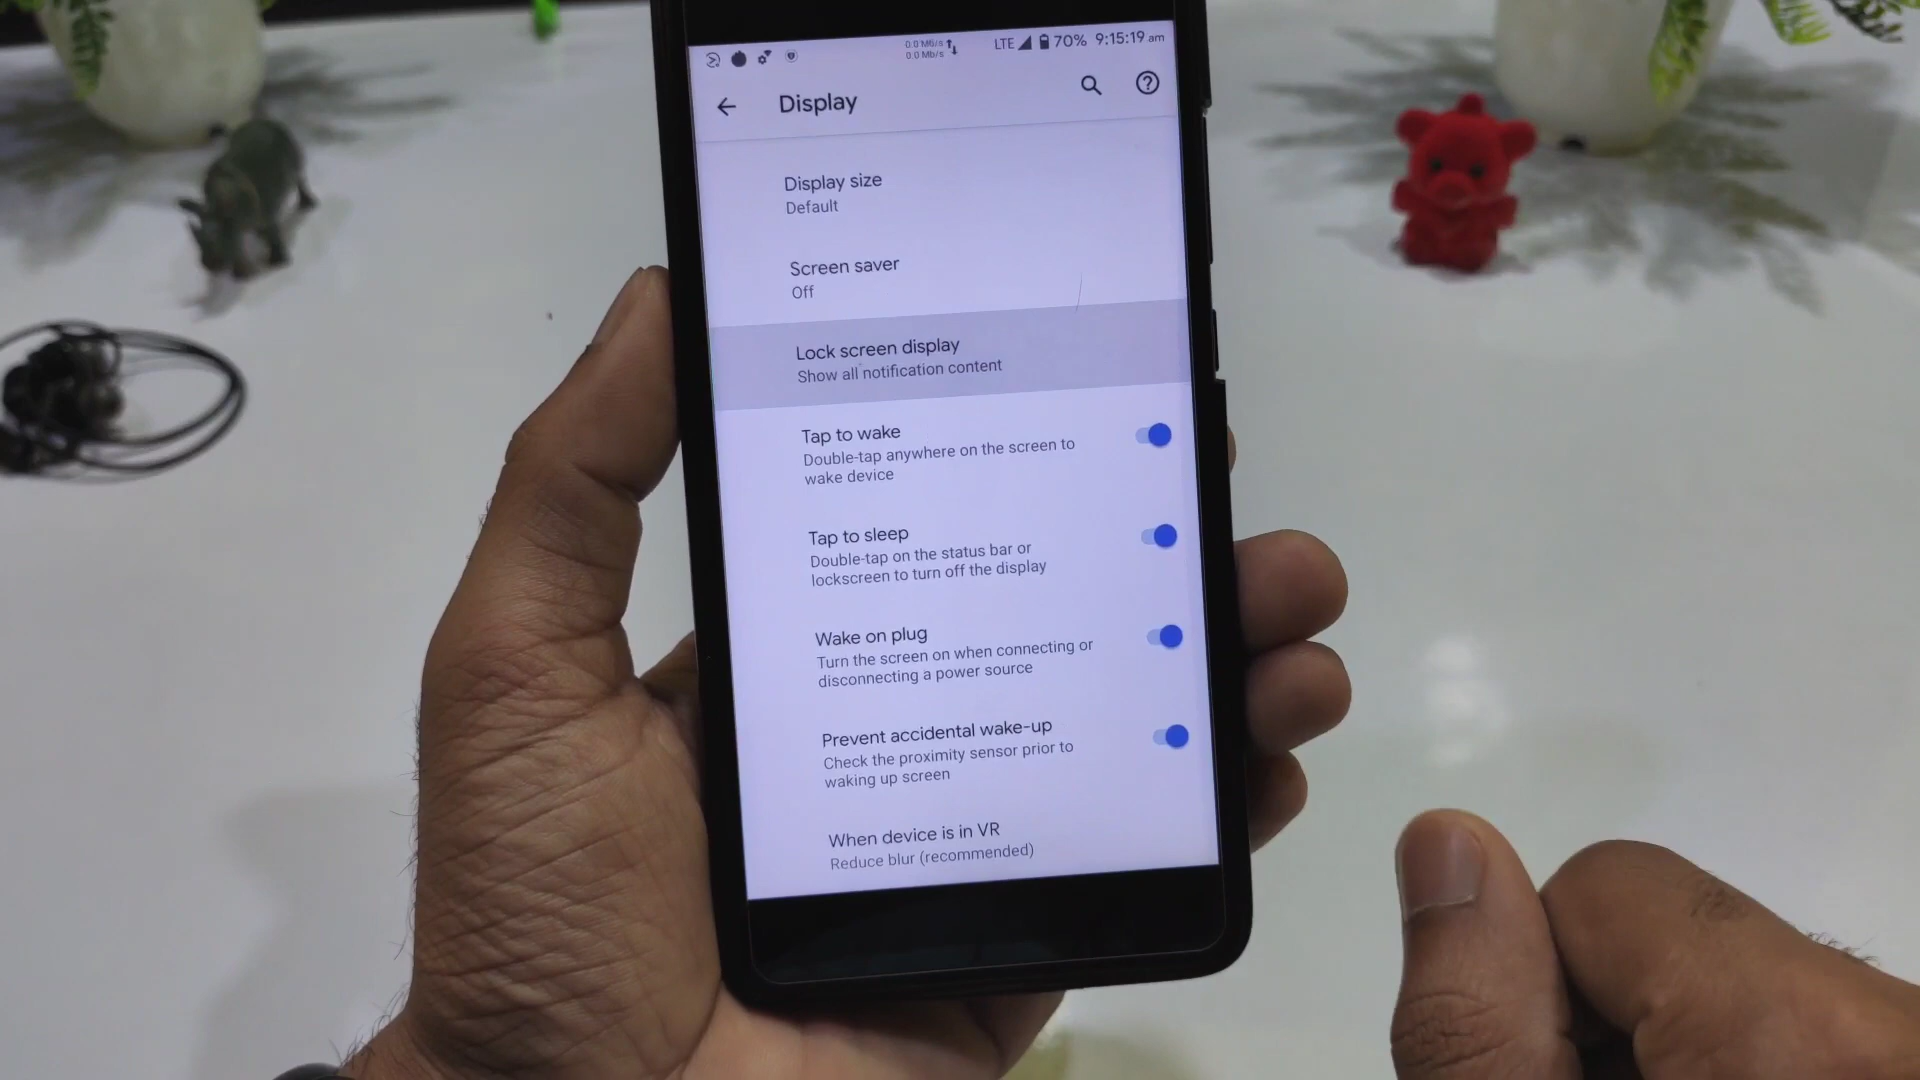 0.0 Mb/s
0.0 Mb/s
LTE 70% 9:15:19 am
Display
Display size
Default
Screen saver
Off
Lock screen display
Show all notification content
Tap to wake
Double-tap anywhere on the screen to
wake device
Tap to sleep
Double-tap on the status bar or
lockscreen to turn off the display
Wake on plug
Turn the screen on when connecting or
disconnecting a power source
Prevent accidental wake-up
Check the proximity sensor prior to
waking up screen
When device is in VR
Reduce blur (recommended)